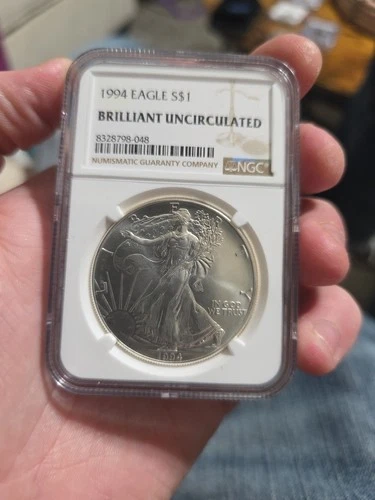 1994 EAGLE S$1
BRILLIANT UNCIRCULATED
8328798-048
NUMISMATIC GUARANTY COMPANY
NGC
IN GOD
WE TRUST
1994